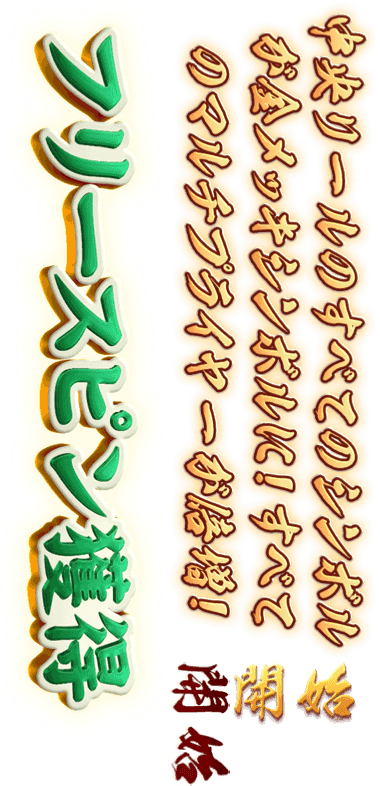 フリースピン獲得
中央リールのすべてのシンボル
が金メッキシンボルに！すべて
のマルチプライヤーが倍増！
開始
開始